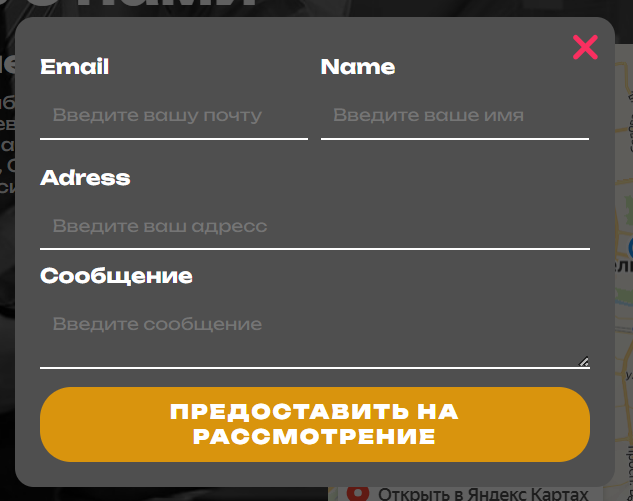 Email
Name
Введите вашу почту
Введите ваше имя
Adress
Введите ваш адресс
Сообщение
Введите сообщение
ПРЕДОСТАВИТЬ НА
РАССМОТРЕНИЕ
Открыть в Яндекс Картах